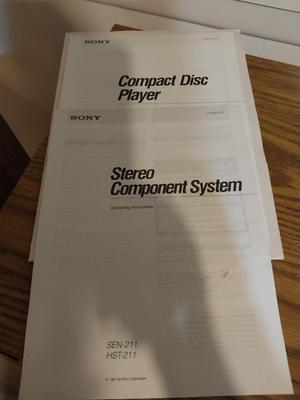 SONY
Compact Disc
Player
SONY
Stereo
Component System
Operating Instructions
SEN-211
HST-211